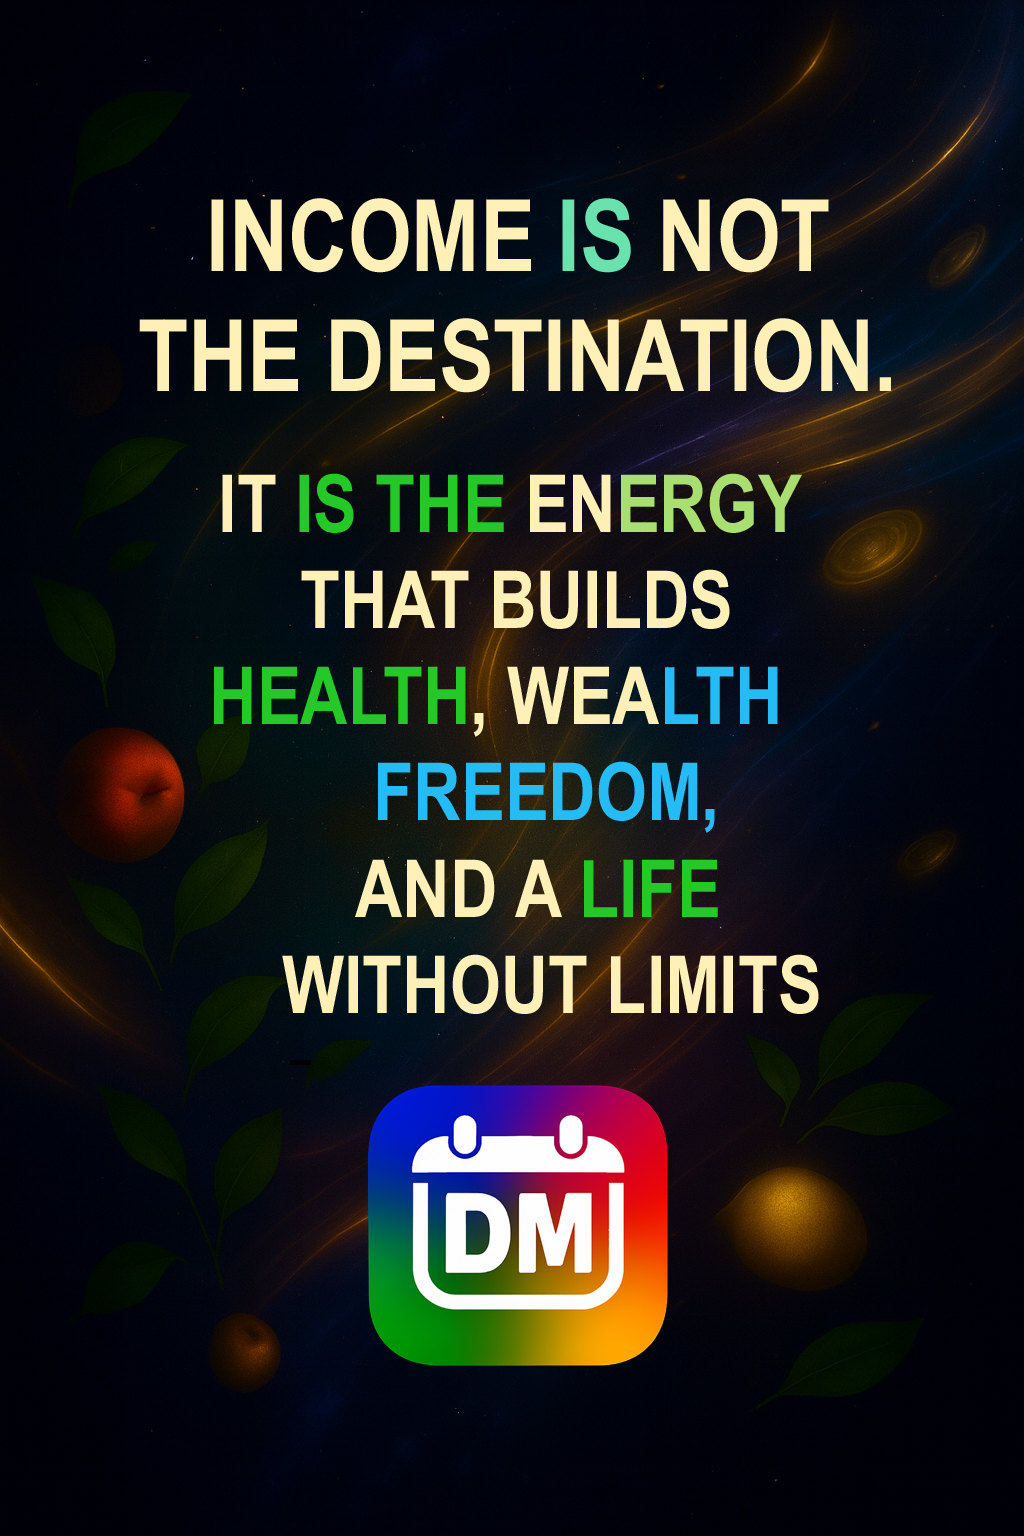 INCOME IS NOT
THE DESTINATION.
IT IS THE ENERGY
THAT BUILDS
HEALTH, WEALTH
FREEDOM,
AND A LIFE
WITHOUT LIMITS
DM